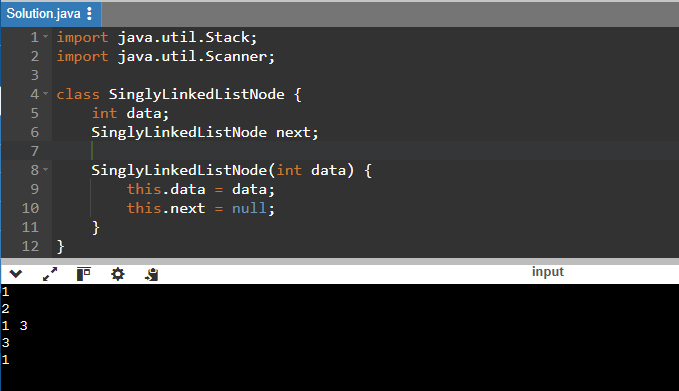 Solution.java
1 import java.util.Stack;
2 import java.util.Scanner;
3
4 class SinglyLinkedListNode {
5     int data;
6     SinglyLinkedListNode next;
7
8     SinglyLinkedListNode(int data) {
9         this.data = data;
10         this.next = null;
11     }
12 }
input
1
2
1 3
3
1